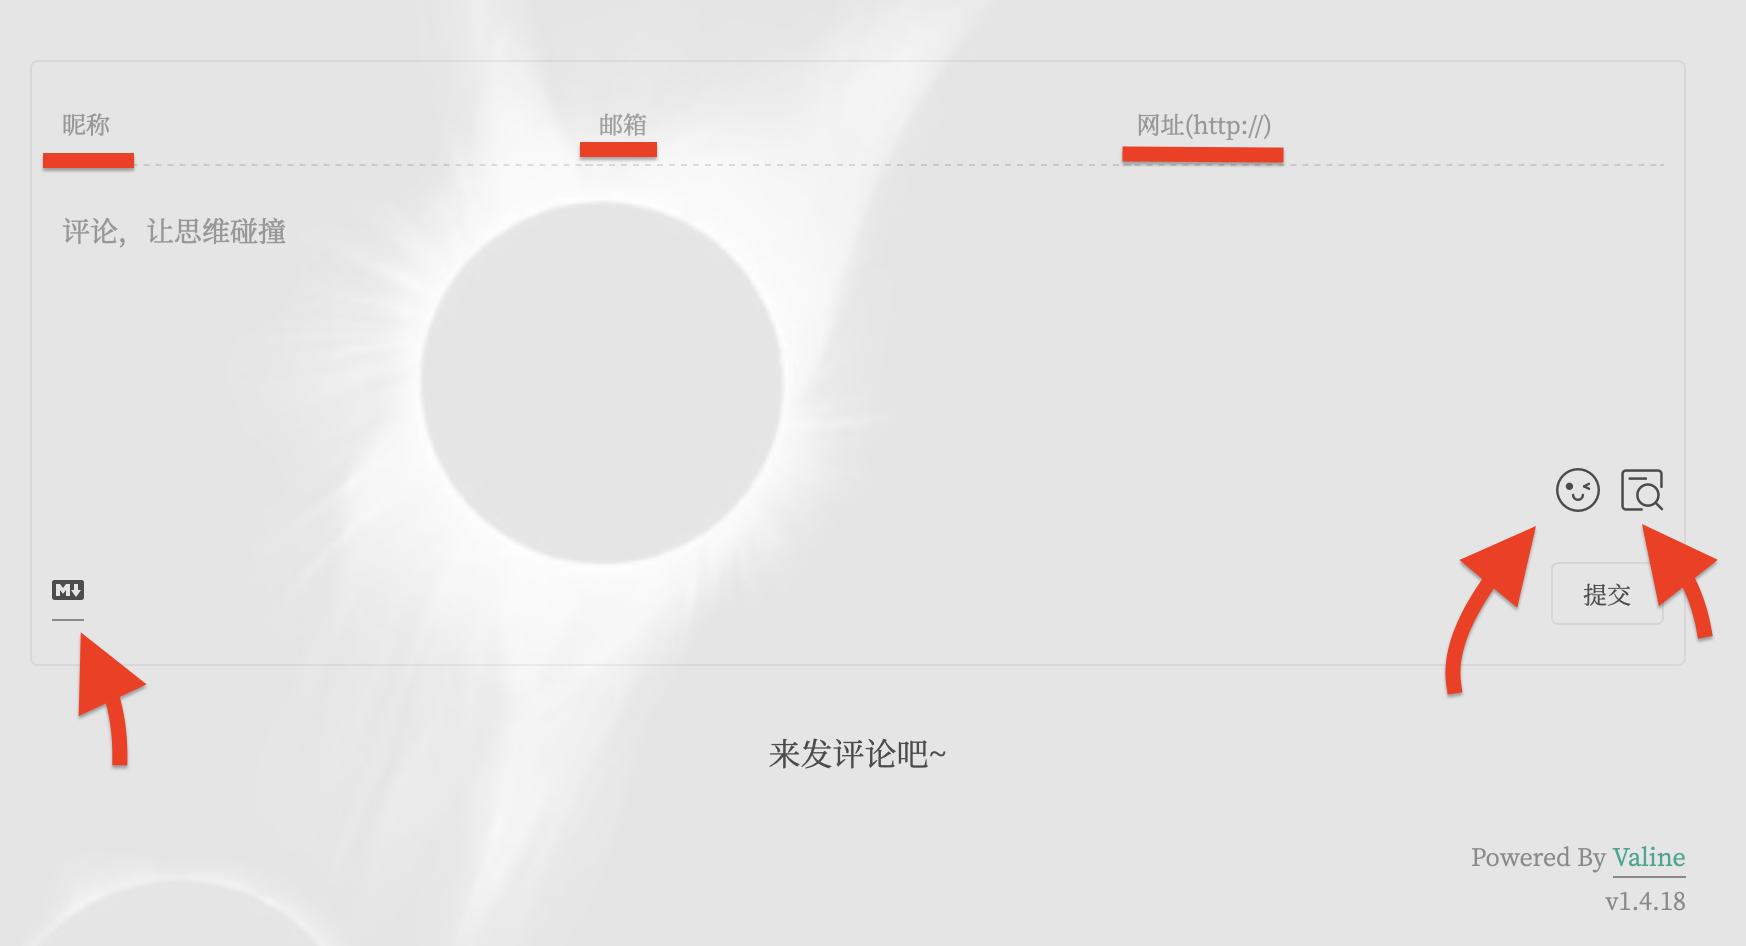 昵称 邮箱 网址(http://)
评论，让思维碰撞
M
提交
来发评论吧~
Powered By Valine
v1.4.18